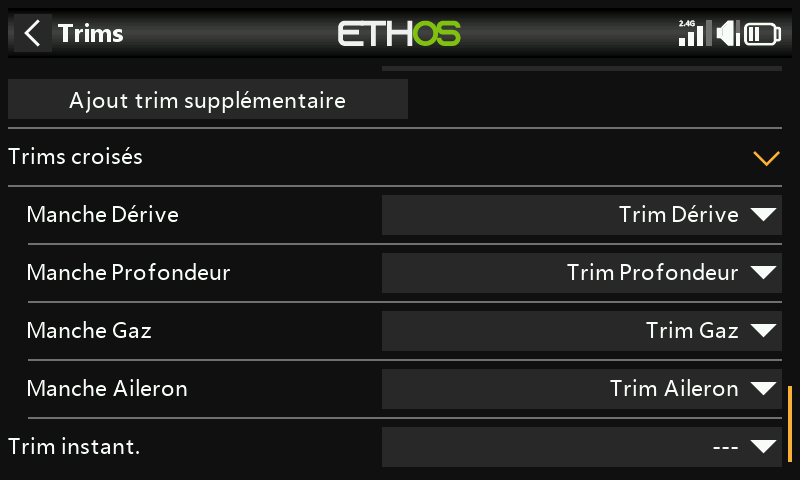 Trims
ETHOS
2.4G
Ajout trim supplémentaire
Trims croisés
Manche Dérive
Trim Dérive
Manche Profondeur
Trim Profondeur
Manche Gaz
Trim Gaz
Manche Aileron
Trim Aileron
Trim instant.
---